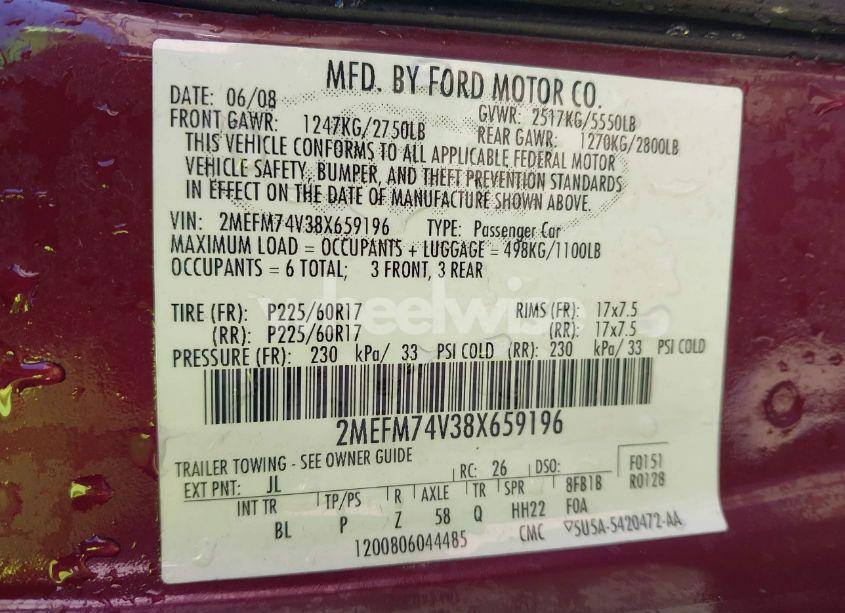 MFD. BY FORD MOTOR CO.
DATE: 06/08 GVWR: 2517KG/5550LB
FRONT GAWR: 1247KG/2750LB REAR GAWR: 1270KG/2800LB
THIS VEHICLE CONFORMS TO ALL APPLICABLE FEDERAL MOTOR
VEHICLE SAFETY, BUMPER, AND THEFT PREVENTION STANDARDS
IN EFFECT ON THE DATE OF MANUFACTURE SHOWN ABOVE.
VIN: 2MEFM74V38X659196 TYPE: Passenger Car
MAXIMUM LOAD = OCCUPANTS + LUGGAGE = 498KG/1100LB
OCCUPANTS = 6 TOTAL; 3 FRONT, 3 REAR
TIRE (FR): P225/60R17 RIMS (FR): 17x7.5
(RR): P225/60R17 (RR): 17x7.5
wheelwise
PRESSURE (FR): 230 kPa/ 33 PSI COLD (RR): 230 kPa/ 33 PSI COLD
2MEFM74V38X659196
TRAILER TOWING - SEE OWNER GUIDE
EXT PNT: JL RC: 26 DSO: F0151
INT TR TP/PS R AXLE TR SPR 8FB1B R0128
BL P Z 58 Q HH22 FOA
1200806044485 CMC ▽5U5A-5420472-AA